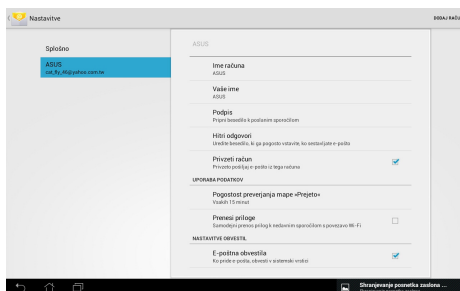 Nastavitve
DODAJ RAČU
Splošno
ASUS
cat_fly_46@yahoo.com.tw
ASUS
Ime računa
ASUS
Vaše ime
ASUS
Podpis
Pripni besedilo k poslanim sporočilom
Hitri odgovori
Uredite besedilo, ki ga pogosto vstavite, ko sestavljate e-pošto
Privzeti račun
Privzeto pošiljaj e-pošto iz tega računa
UPORABA PODATKOV
Pogostost preverjanja mape »Prejeto«
Vsakih 15 minut
Prenesi priloge
Samodejni prenos prilog k nedavnim sporočilom s povezavo Wi-Fi
NASTAVITVE OBVESTIL
E-poštna obvestila
Ko pride e-pošta, obvesti v sistemski vrstici
Shranjevanje posnetka zaslona ...